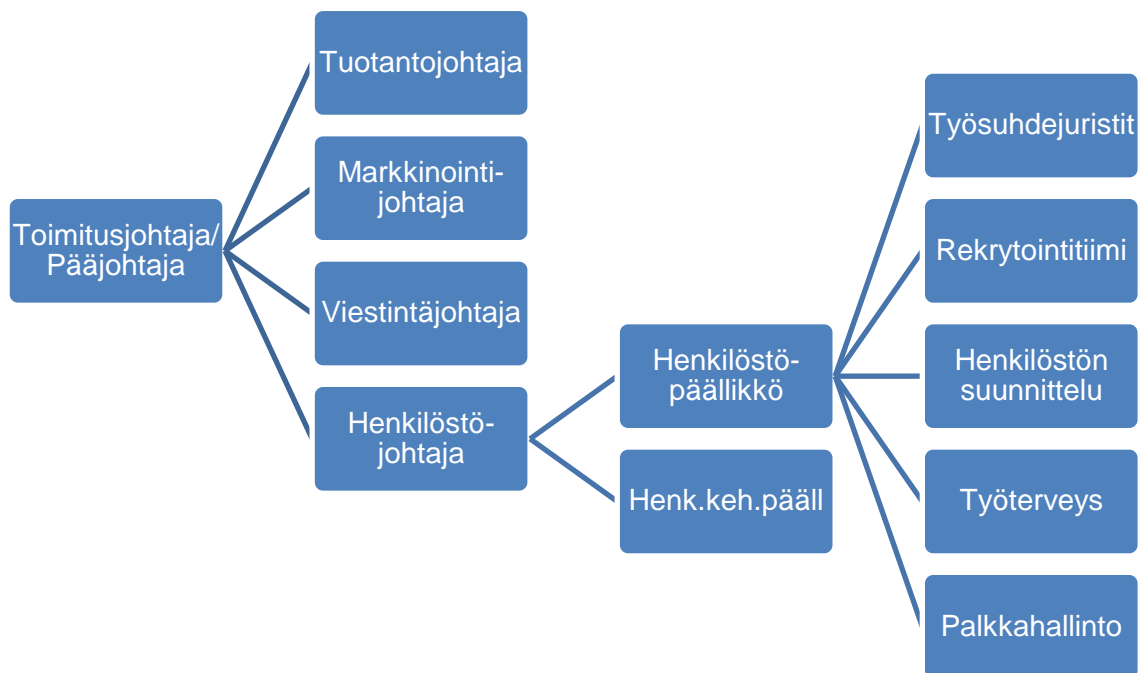 Toimitusjohtaja/
Pääjohtaja
Tuotantojohtaja
Markkinointi-
johtaja
Viestintäjohtaja
Henkilöstö-
johtaja
Henkilöstö-
päällikkö
Henk.keh.pääll
Työsuhdejuristit
Rekrytointitiimi
Henkilöstön
suunnittelu
Työterveys
Palkkahallinto